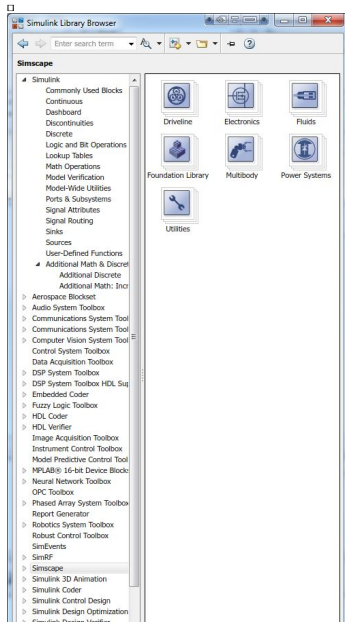 Simulink Library Browser
Enter search term
Simscape
Simulink
Commonly Used Blocks
Continuous
Dashboard
Discontinuities
Discrete
Logic and Bit Operations
Lookup Tables
Math Operations
Model Verification
Model-Wide Utilities
Ports & Subsystems
Signal Attributes
Signal Routing
Sinks
Sources
User-Defined Functions
Additional Math & Discret
Additional Discrete
Additional Math: Incr
Aerospace Blockset
Audio System Toolbox
Communications System Tool
Communications System Tool
Computer Vision System Tool
Control System Toolbox
Data Acquisition Toolbox
DSP System Toolbox
DSP System Toolbox HDL Sup
Embedded Coder
Fuzzy Logic Toolbox
HDL Coder
HDL Verifier
Image Acquisition Toolbox
Instrument Control Toolbox
Model Predictive Control Tool
MPLAB® 16-bit Device Blocks
Neural Network Toolbox
OPC Toolbox
Phased Array System Toolbox
Report Generator
Robotics System Toolbox
Robust Control Toolbox
SimEvents
SimRF
Simscape
Simulink 3D Animation
Simulink Coder
Simulink Control Design
Simulink Design Optimization
Simulink Design Verifier
Driveline
Electronics
Fluids
Foundation Library
Multibody
Power Systems
Utilities